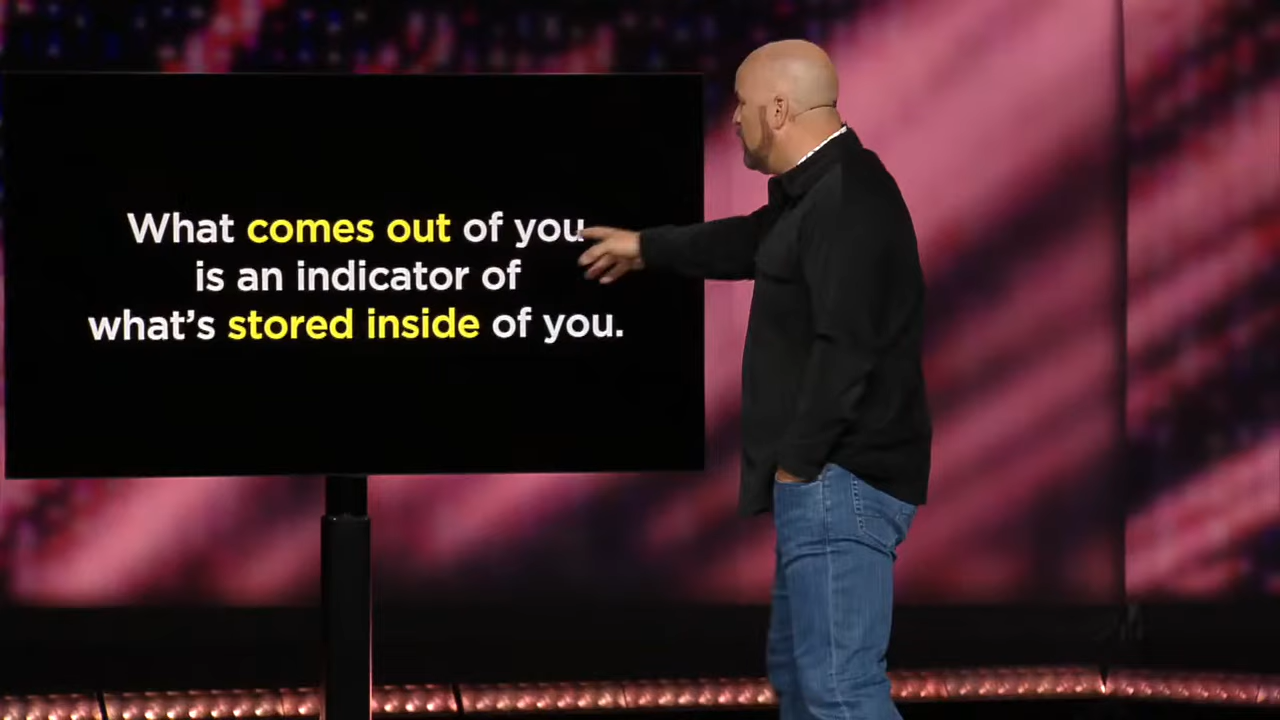 What comes out of you
is an indicator of
what's stored inside of you.